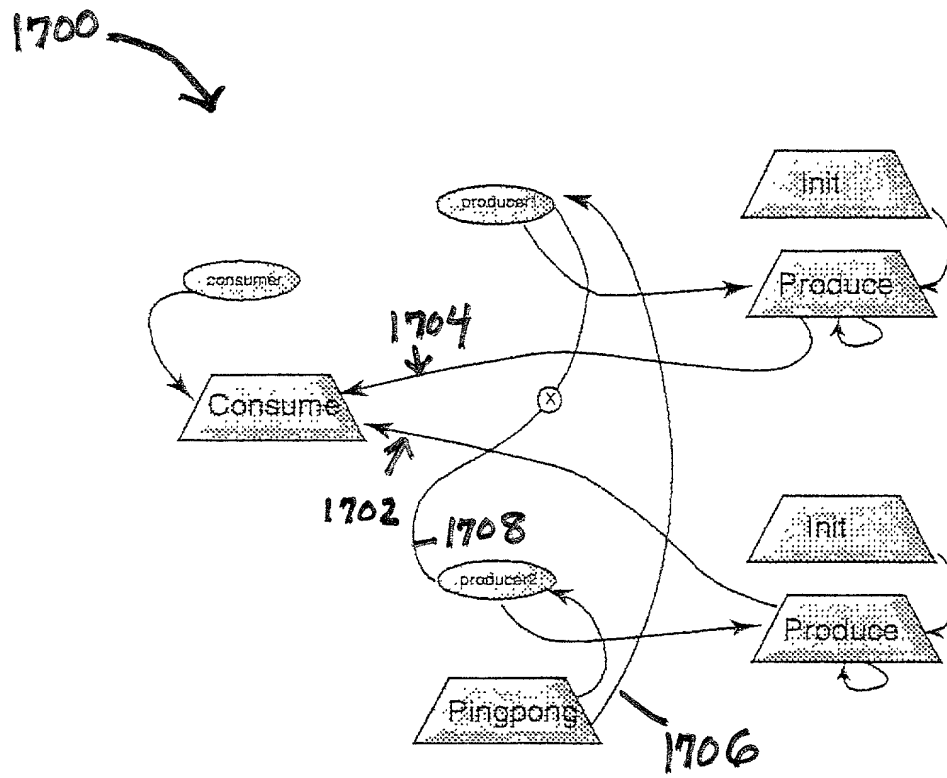 1700
Init
producer1
Produce
consumer
1704
Consume
X
1702
1708
Init
producer2
Produce
Pingpong
1706